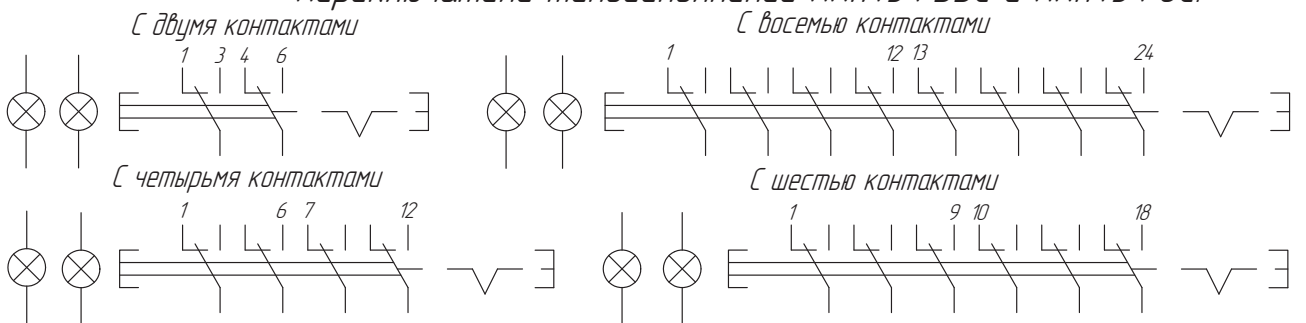 С двумя контактами
С восемью контактами
1 3 4 6
1 12 13 24
С четырьмя контактами
С шестью контактами
1 6 7 12
1 9 10 18